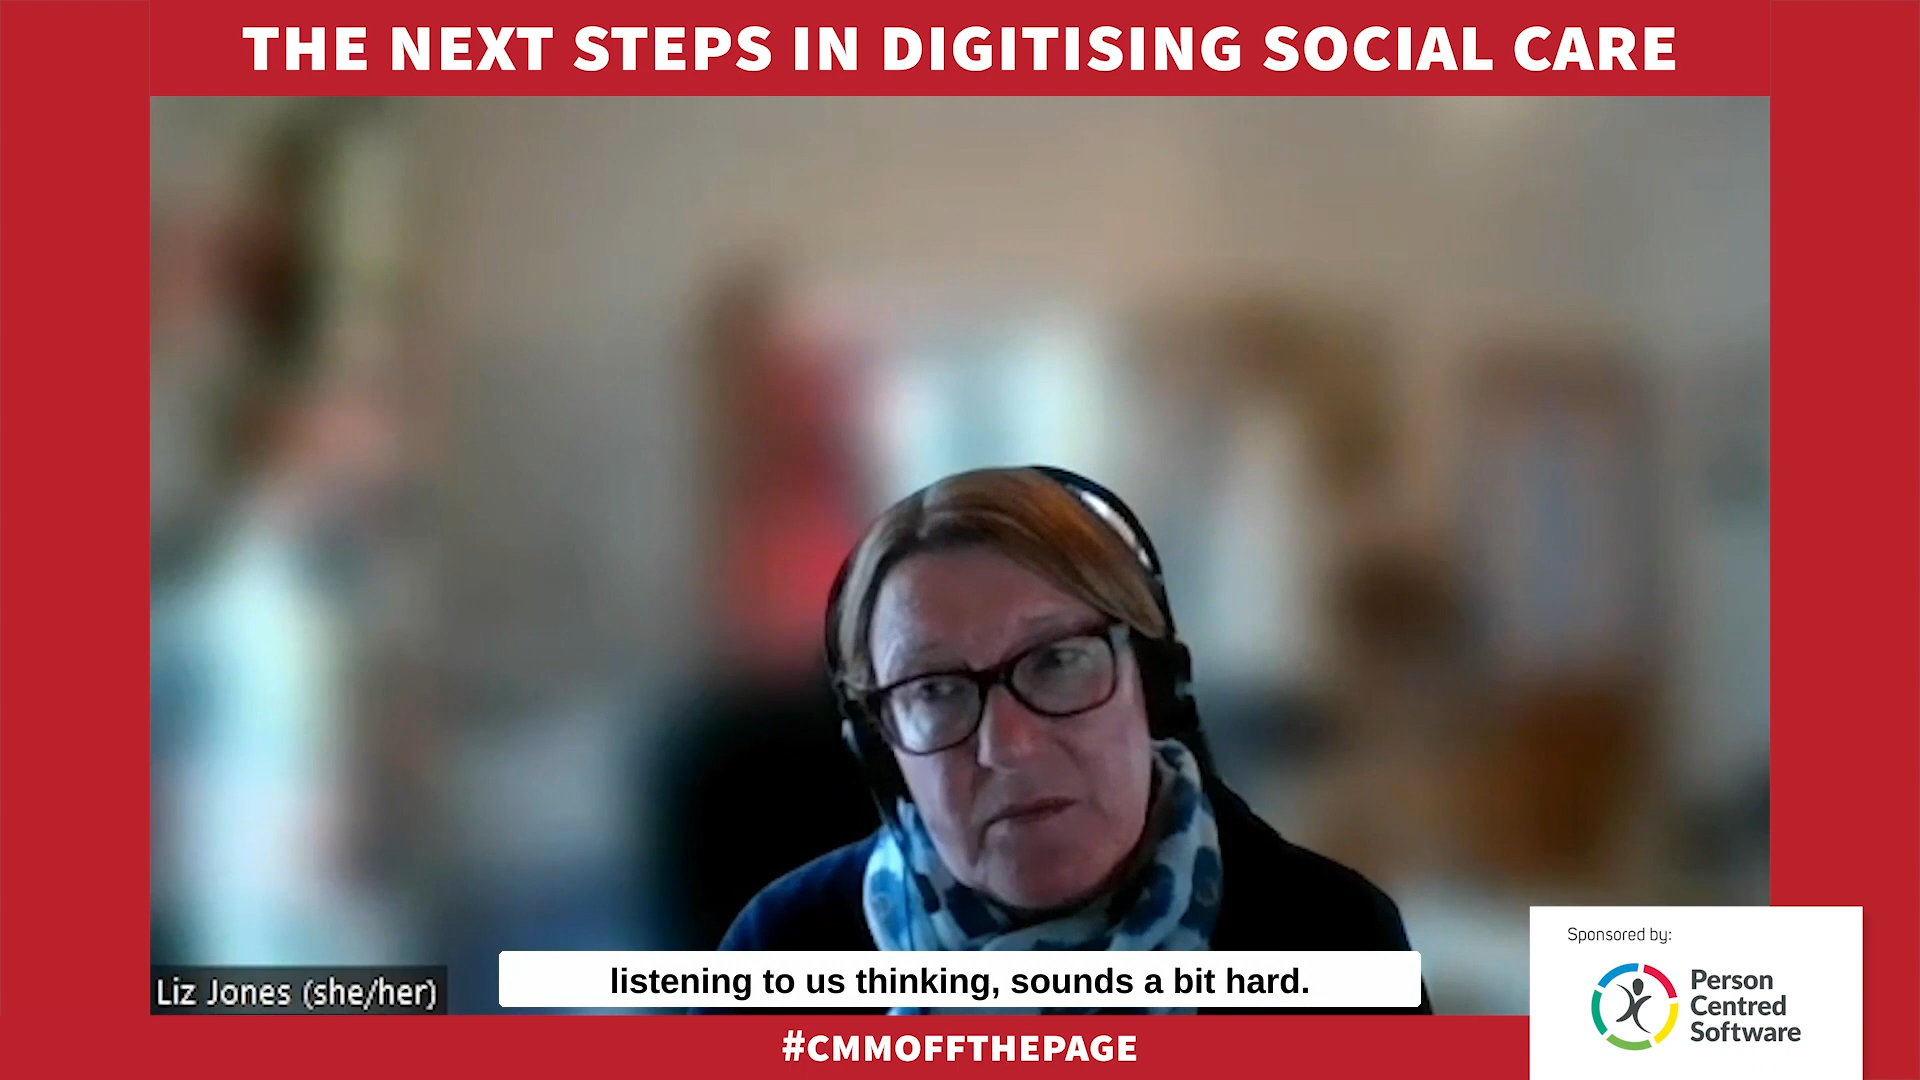 THE NEXT STEPS IN DIGITISING SOCIAL CARE
listening to us thinking, sounds a bit hard.
Liz Jones (she/her)
Sponsored by:
Person
Centred
Software
#CMMOFFTHEPAGE